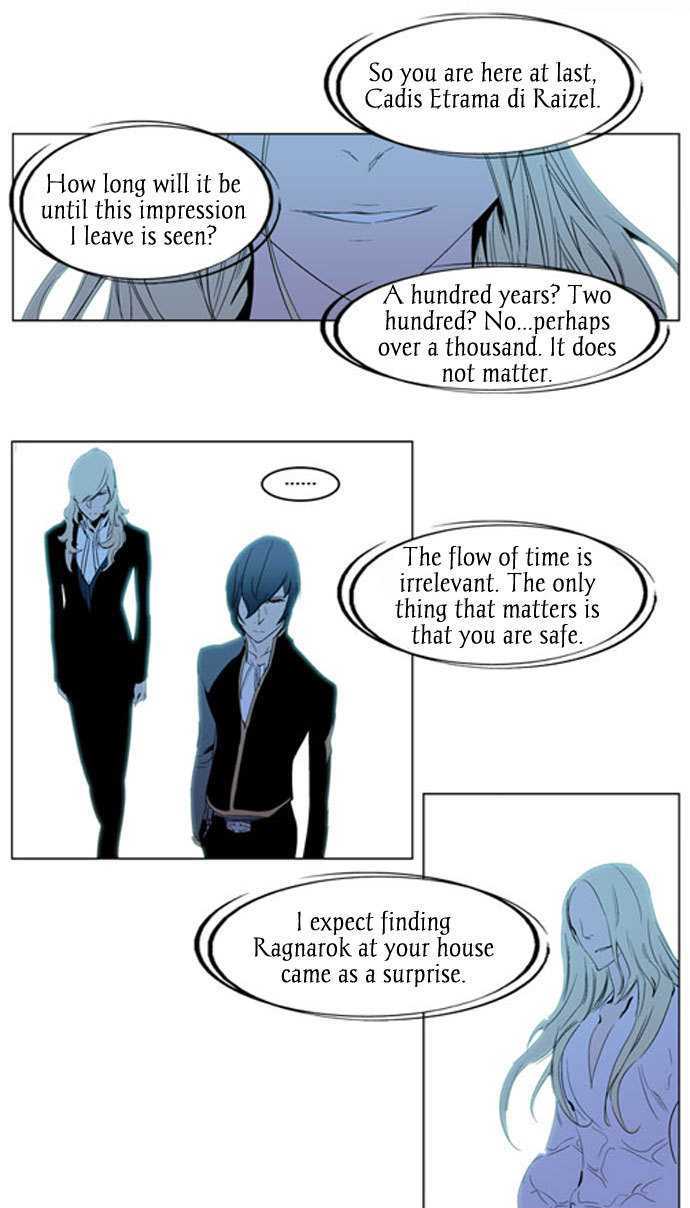 So you are here at last,
Cadis Etrama di Raizel.
How long will it be
until this impression
I leave is seen?
A hundred years? Two
hundred? No...perhaps
over a thousand. It does
not matter.
......
The flow of time is
irrelevant. The only
thing that matters is
that you are safe.
I expect finding
Ragnarok at your house
came as a surprise.